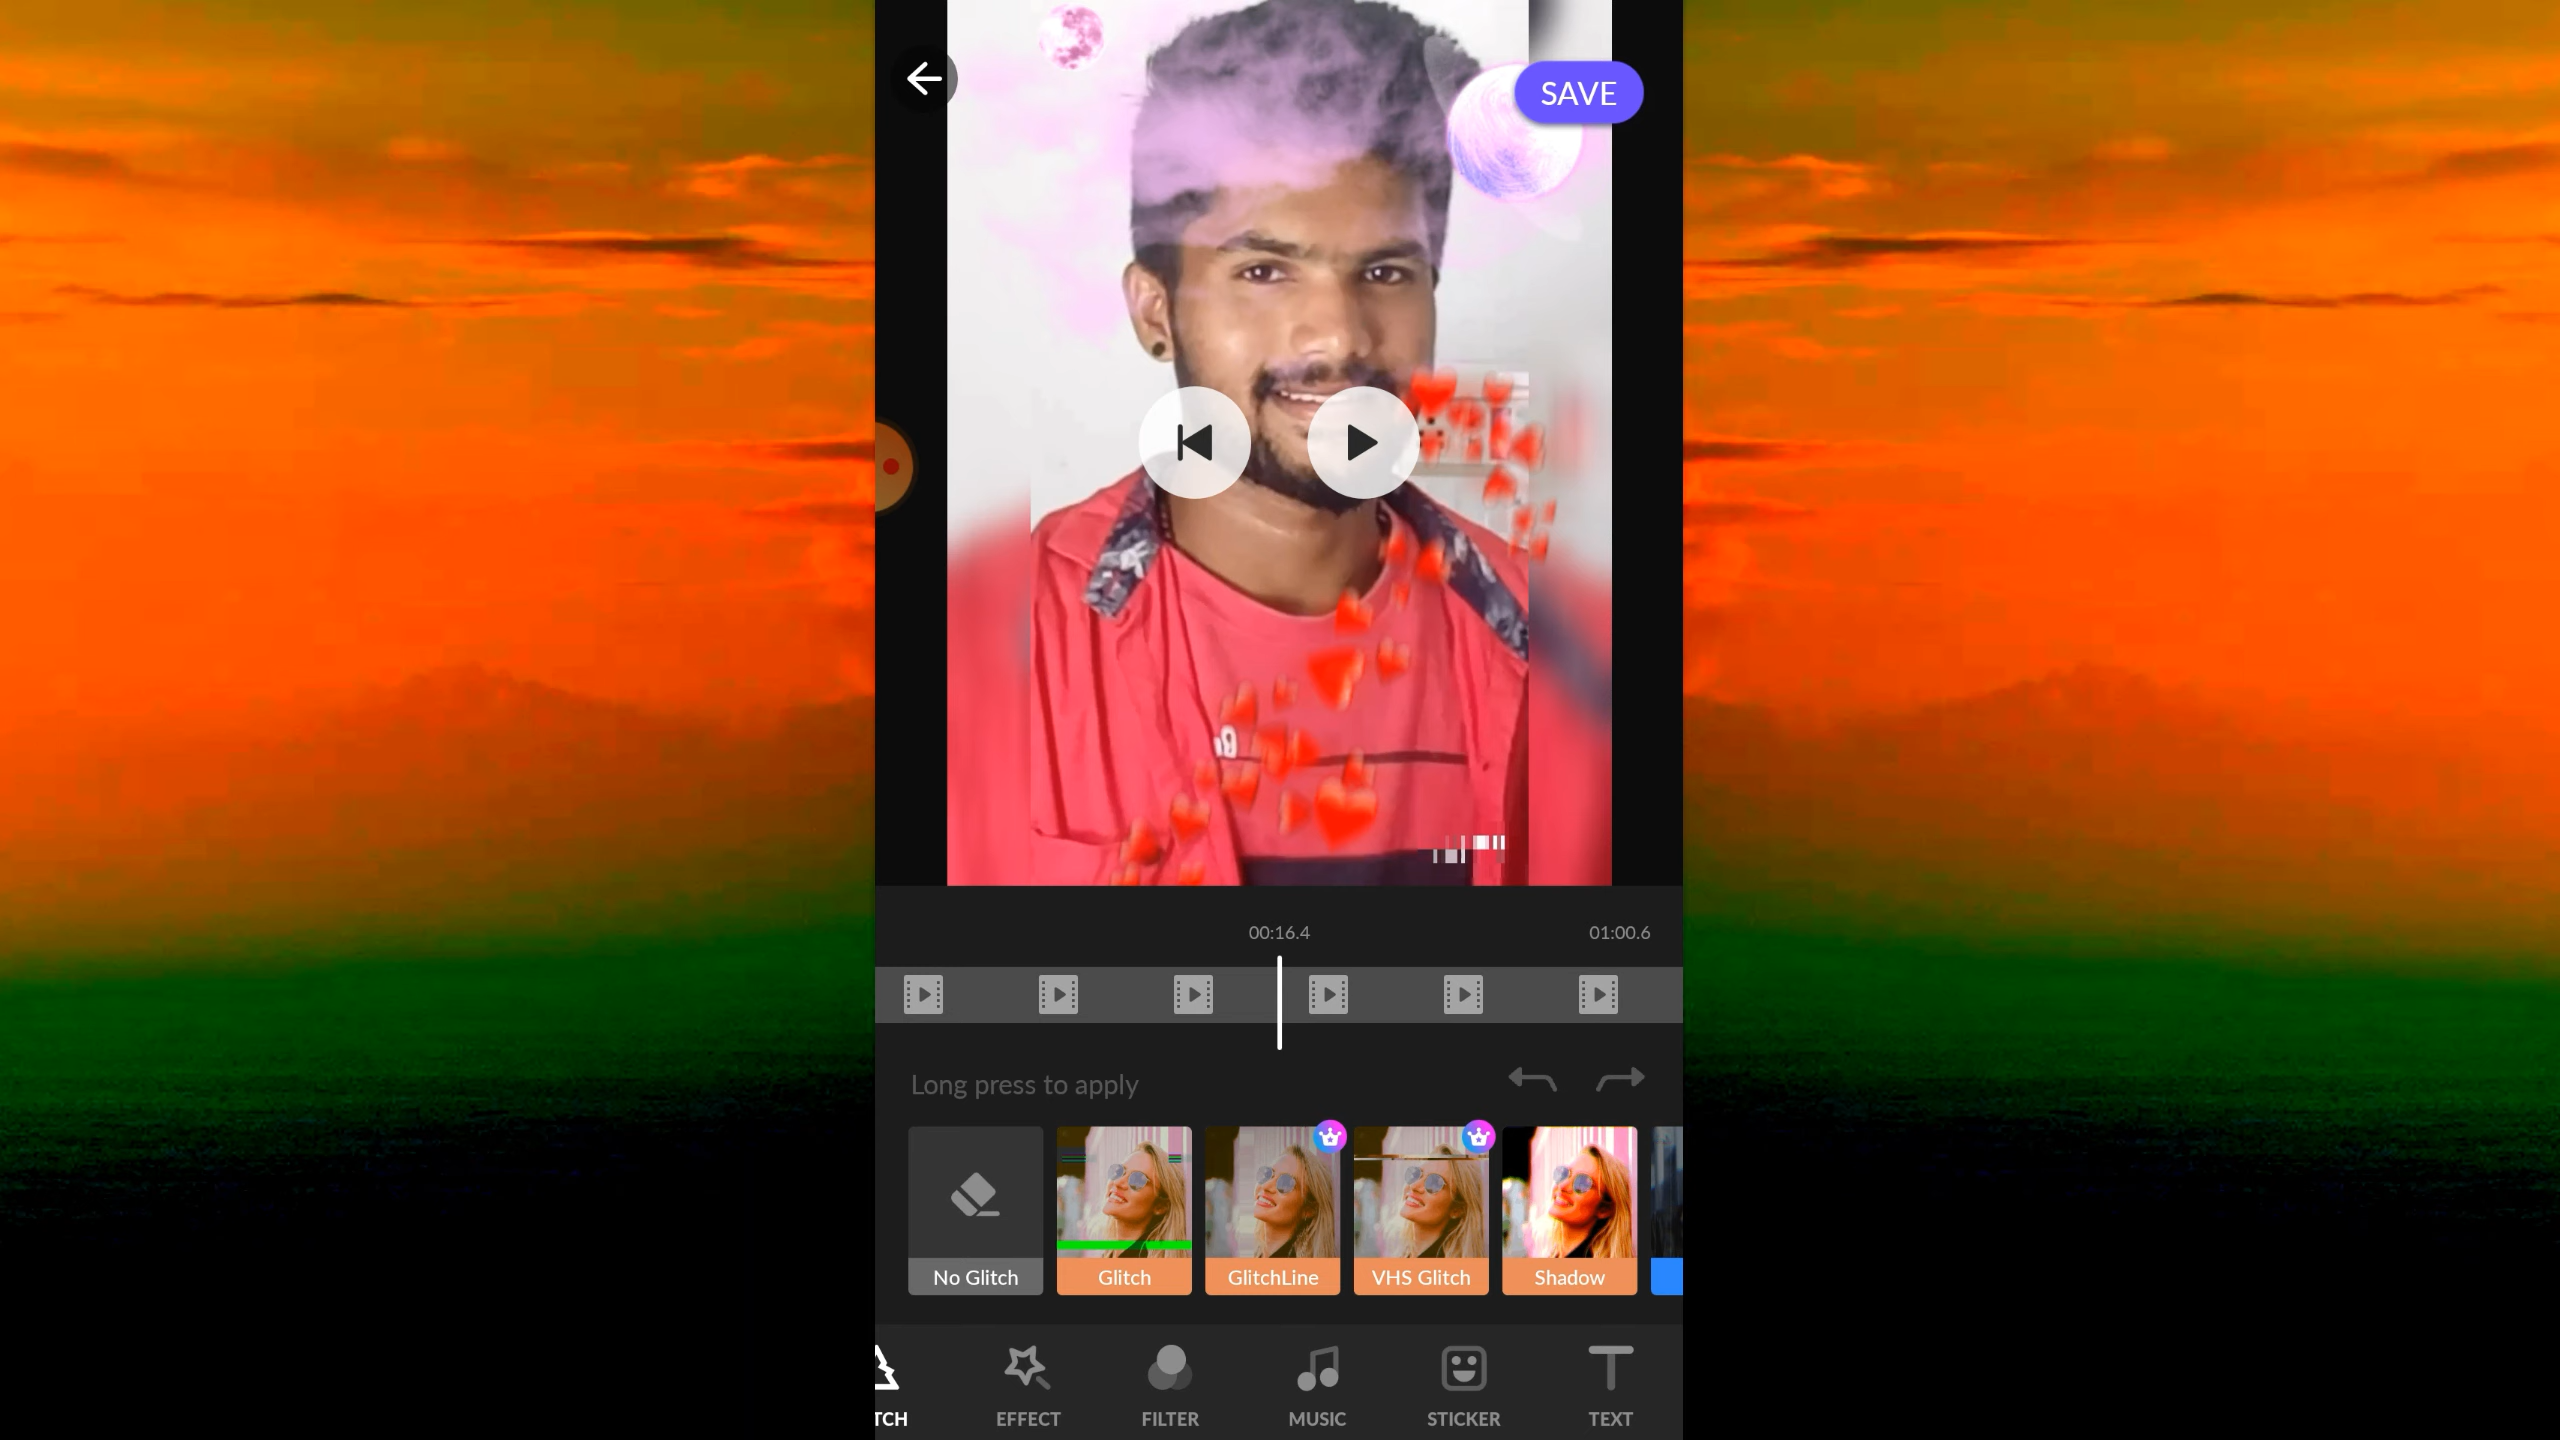 SAVE
00:16.4
01:00.6
Long press to apply
No Glitch
Glitch
GlitchLine
VHS Glitch
Shadow
TCH
EFFECT
FILTER
MUSIC
STICKER
TEXT